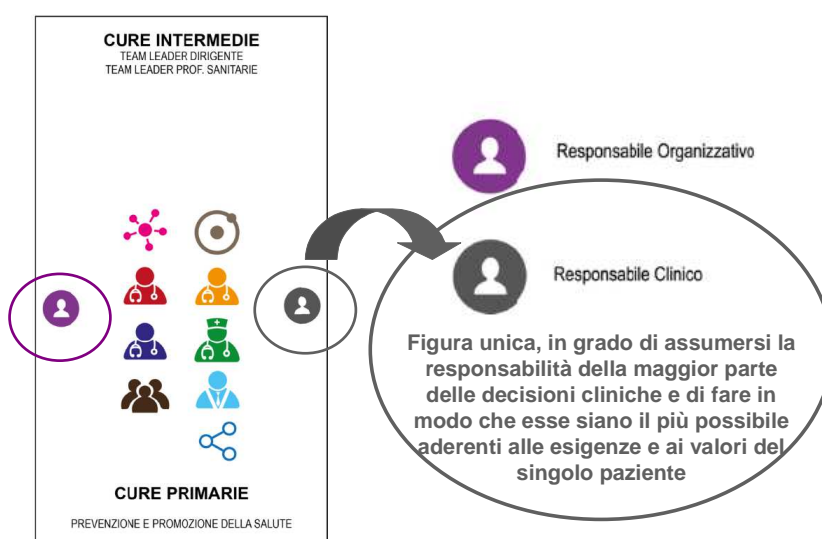 CURE INTERMEDIE
TEAM LEADER DIRIGENTE
TEAM LEADER PROF. SANITARIE
Responsabile Organizzativo
Responsabile Clinico
Figura unica, in grado di assumersi la
responsabilità della maggior parte
delle decisioni cliniche e di fare in
modo che esse siano il più possibile
aderenti alle esigenze e ai valori del
singolo paziente
CURE PRIMARIE
PREVENZIONE E PROMOZIONE DELLA SALUTE